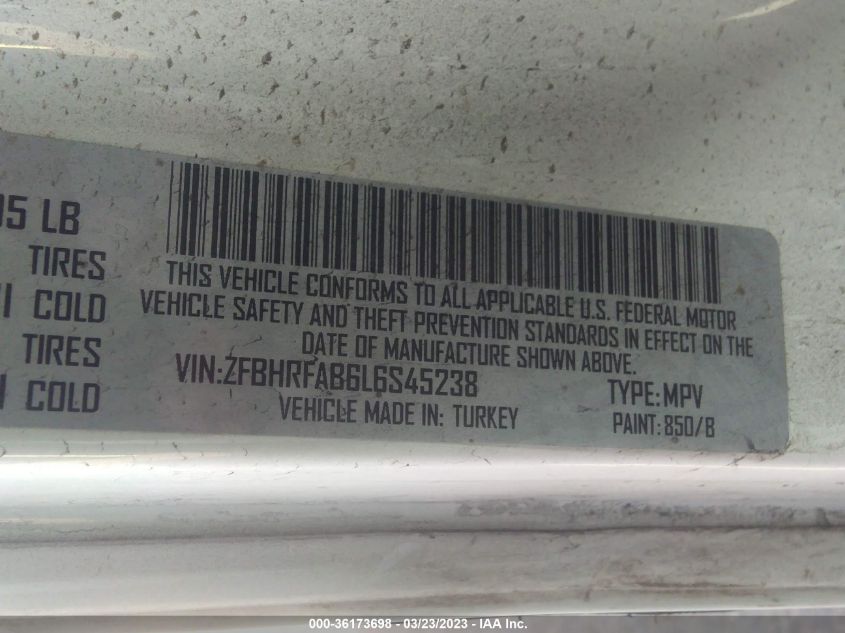 05 LB
TIRES
I COLD
TIRES
COLD
THIS VEHICLE CONFORMS TO ALL APPLICABLE U.S. FEDERAL MOTOR
VEHICLE SAFETY AND THEFT PREVENTION STANDARDS IN EFFECT ON THE
DATE OF MANUFACTURE SHOWN ABOVE.
VIN:ZFBHRFAB6L6S45238
TYPE:MPV
VEHICLE MADE IN: TURKEY
PAINT:850/B
000-36173698 - 03/23/2023 - IAA Inc.